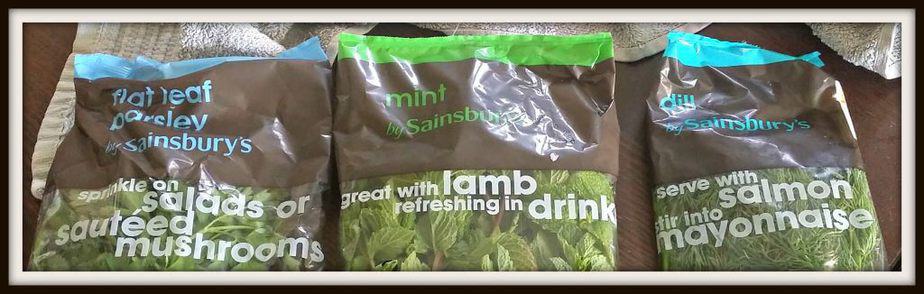 flat leaf
parsley
by Sainsbury's
sprinkle on
salads or
sautéed
mushrooms
mint
by Sainsbury's
great with lamb
refreshing in drink
dill
by Sainsbury's
serve with
salmon
stir into
mayonnaise